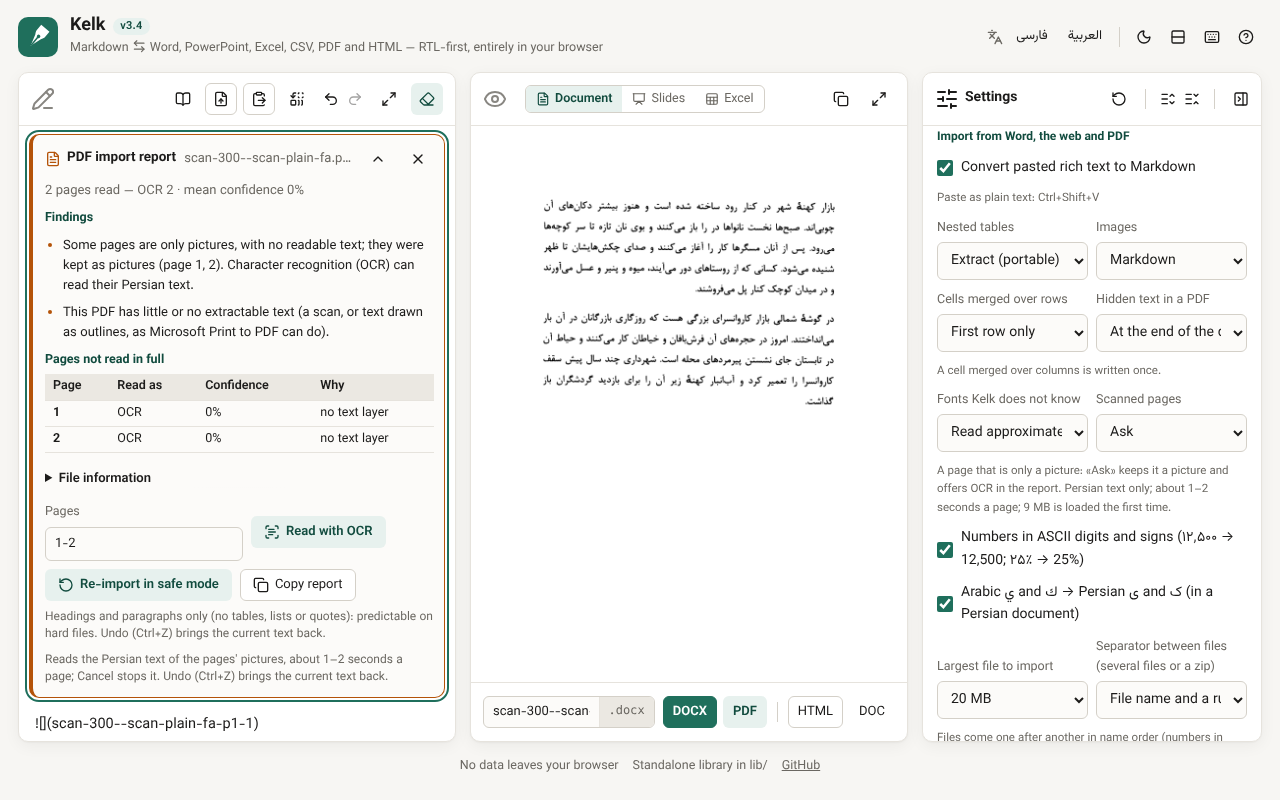 Kelk v3.4
Markdown ⇆ Word, PowerPoint, Excel, CSV, PDF and HTML — RTL-first, entirely in your browser
فارسی العربية
Document Slides Excel
Settings
PDF import report scan-300--scan-plain-fa.p…
2 pages read — OCR 2 · mean confidence 0%
Findings
• Some pages are only pictures, with no readable text; they were
kept as pictures (page 1, 2). Character recognition (OCR) can
read their Persian text.
• This PDF has little or no extractable text (a scan, or text drawn
as outlines, as Microsoft Print to PDF can do).
Pages not read in full
Page Read as Confidence Why
1 OCR 0% no text layer
2 OCR 0% no text layer
File information
Pages
1-2
Read with OCR
Re-import in safe mode Copy report
Headings and paragraphs only (no tables, lists or quotes): predictable on
hard files. Undo (Ctrl+Z) brings the current text back.
Reads the Persian text of the pages' pictures, about 1–2 seconds a
page; Cancel stops it. Undo (Ctrl+Z) brings the current text back.
![](scan-300--scan-plain-fa-p1-1)
بازار کهنهٔ شهر در کنار رود ساخته شده است و هنوز بیشتر دکان‌های آن
چوبی‌اند. صبح‌ها نخست نانواها در را باز می‌کنند و بوی نان تازه تا سر کوچه‌ها
می‌رود. پس از آنان مسگرها کار را آغاز می‌کنند و صدای چکش‌هایشان تا ظهر
شنیده می‌شود. کسانی که از روستاهای دور می‌آیند، میوه و پنیر و عسل می‌آورند
و در میدان کوچک کنار پل می‌فروشند.
در گوشهٔ شمالی بازار کاروانسرای بزرگی هست که روزگاری بازرگانان در آن بار
می‌انداختند. امروز در حجره‌های آن فرش‌بافان و خیاطان کار می‌کنند و حیاط آن
در تابستان جای نشستن پیرمردهای محله است. شهرداری چند سال پیش سقف
کاروانسرا را تعمیر کرد و آب‌انبار کهنهٔ زیر آن را برای بازدید گردشگران باز
گذاشت.
scan-300--scan .docx DOCX PDF HTML DOC
Import from Word, the web and PDF
Convert pasted rich text to Markdown
Paste as plain text: Ctrl+Shift+V
Nested tables Images
Extract (portable) Markdown
Cells merged over rows Hidden text in a PDF
First row only At the end of the d
A cell merged over columns is written once.
Fonts Kelk does not know Scanned pages
Read approximate Ask
A page that is only a picture: «Ask» keeps it a picture and
offers OCR in the report. Persian text only; about 1–2
seconds a page; 9 MB is loaded the first time.
Numbers in ASCII digits and signs (۱۲٬۵۰۰ →
12,500; ۲۵٪ → 25%)
Arabic ي and ك → Persian ی and ک (in a
Persian document)
Largest file to import
Separator between files
(several files or a zip)
20 MB File name and a ru
Files come one after another in name order (numbers in
No data leaves your browser Standalone library in lib/ GitHub